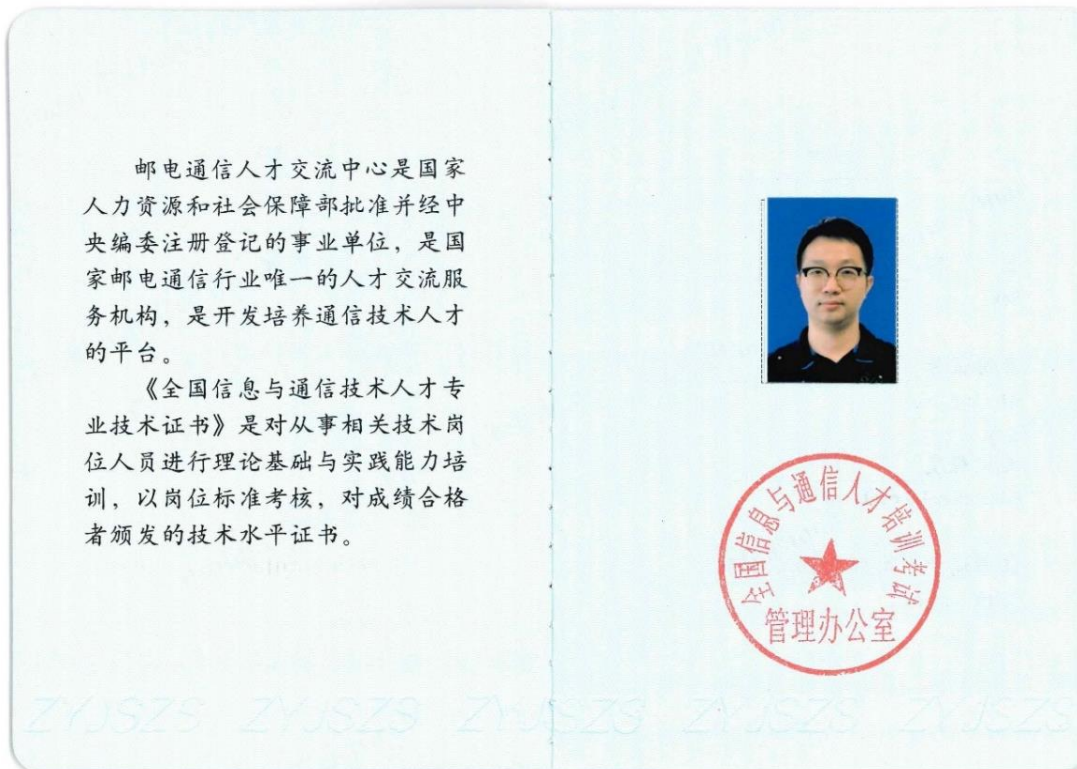 邮电通信人才交流中心是国家
人力资源和社会保障部批准并经中
央编委注册登记的事业单位，是国
家邮电通信行业唯一的人才交流服
务机构，是开发培养通信技术人才
的平台。
《全国信息与通信技术人才专
业技术证书》是对从事相关技术岗
位人员进行理论基础与实践能力培
训，以岗位标准考核，对成绩合格
者颁发的技术水平证书。
全国信息与通信人才培训考试
管理办公室
ZYJSZS ZYJSZS ZYJSZS ZYJSZS ZYJSZS